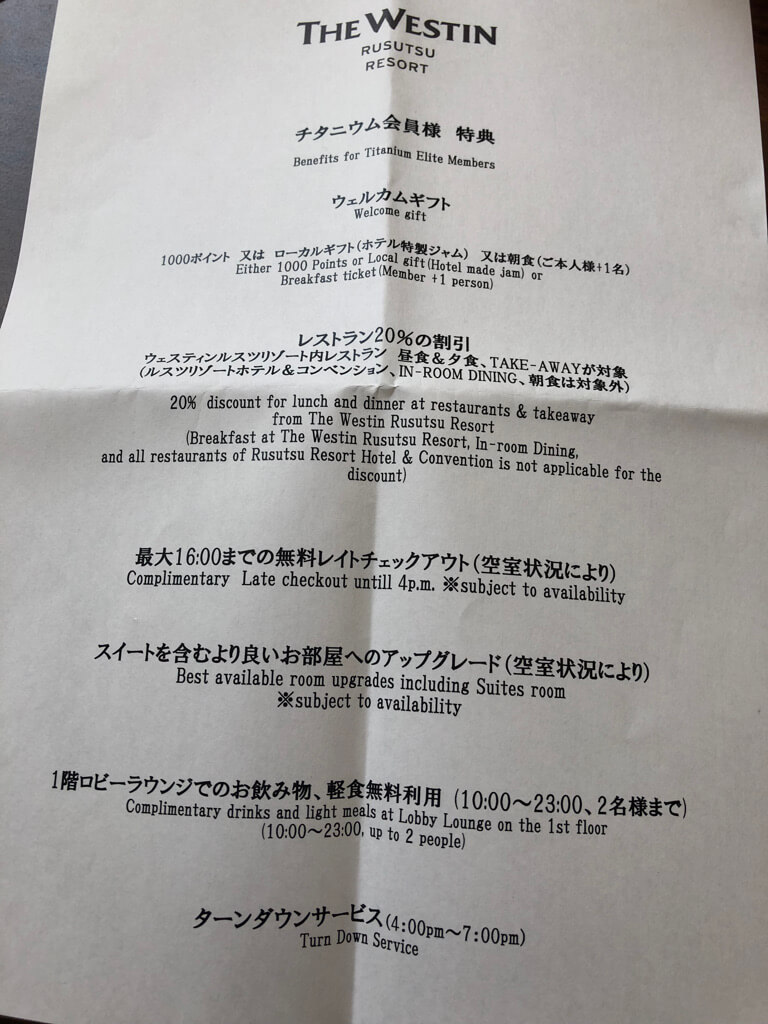 THE WESTIN
RUSUTSU
RESORT
チタニウム会員様 特典
Benefits for Titanium Elite Members
ウェルカムギフト
Welcome gift
1000ポイント 又は ローカルギフト(ホテル特製ジャム) 又は朝食(ご本人様+1名)
Either 1000 Points or Local gift(Hotel made jam) or
Breakfast ticket(Member +1 person)
レストラン20%の割引
ウェスティンルスツリゾート内レストラン 昼食&夕食、TAKE-AWAYが対象
(ルスツリゾートホテル&コンベンション、IN-ROOM DINING、朝食は対象外)
20% discount for lunch and dinner at restaurants & takeaway
from The Westin Rusutsu Resort
(Breakfast at The Westin Rusutsu Resort, In-room Dining,
and all restaurants of Rusutsu Resort Hotel & Convention is not applicable for the
discount)
最大16:00までの無料レイトチェックアウト(空室状況により)
Complimentary Late checkout untill 4p.m. ※subject to availability
スイートを含むより良いお部屋へのアップグレード(空室状況により)
Best available room upgrades including Suites room
※subject to availability
1階ロビーラウンジでのお飲み物、軽食無料利用 (10:00~23:00、2名様まで)
Complimentary drinks and light meals at Lobby Lounge on the 1st floor
(10:00~23:00, up to 2 people)
ターンダウンサービス(4:00pm~7:00pm)
Turn Down Service